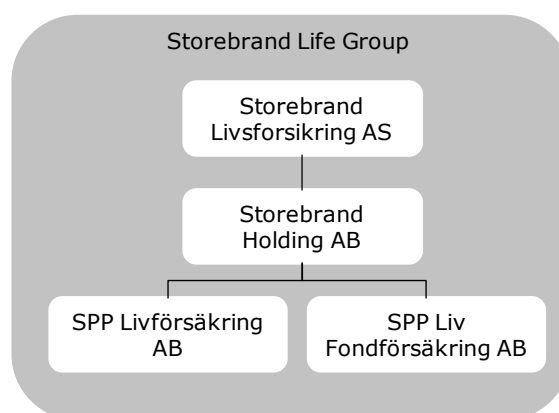 Storebrand Life Group
Storebrand
Livsforsikring AS
Storebrand
Holding AB
SPP Livförsäkring
AB
SPP Liv
Fondförsäkring AB